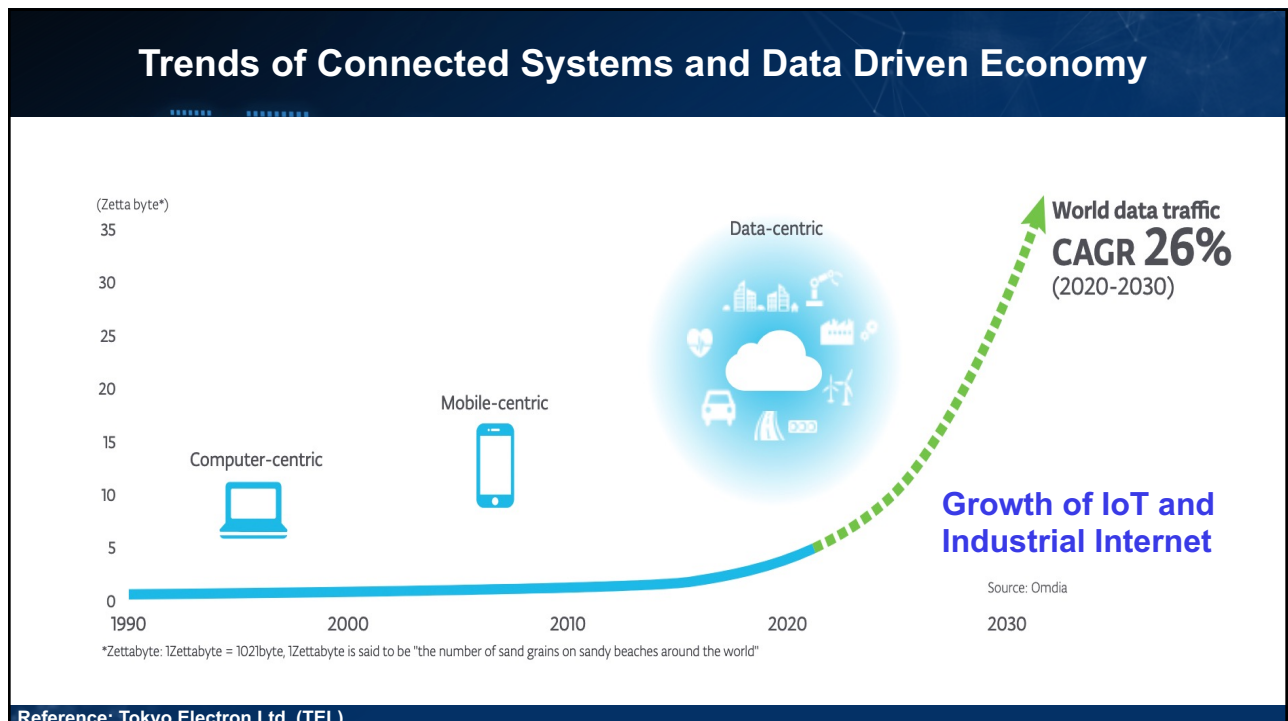 Trends of Connected Systems and Data Driven Economy
(Zetta byte*)
35
30
25
20
15
10
5
0
1990
2000
2010
2020
2030
Computer-centric
Mobile-centric
Data-centric
World data traffic
CAGR 26%
(2020-2030)
Growth of IoT and
Industrial Internet
Source: Omdia
*Zettabyte: 1Zettabyte = 1021byte, 1Zettabyte is said to be "the number of sand grains on sandy beaches around the world"
Reference: Tokyo Electron Ltd. (TEL)